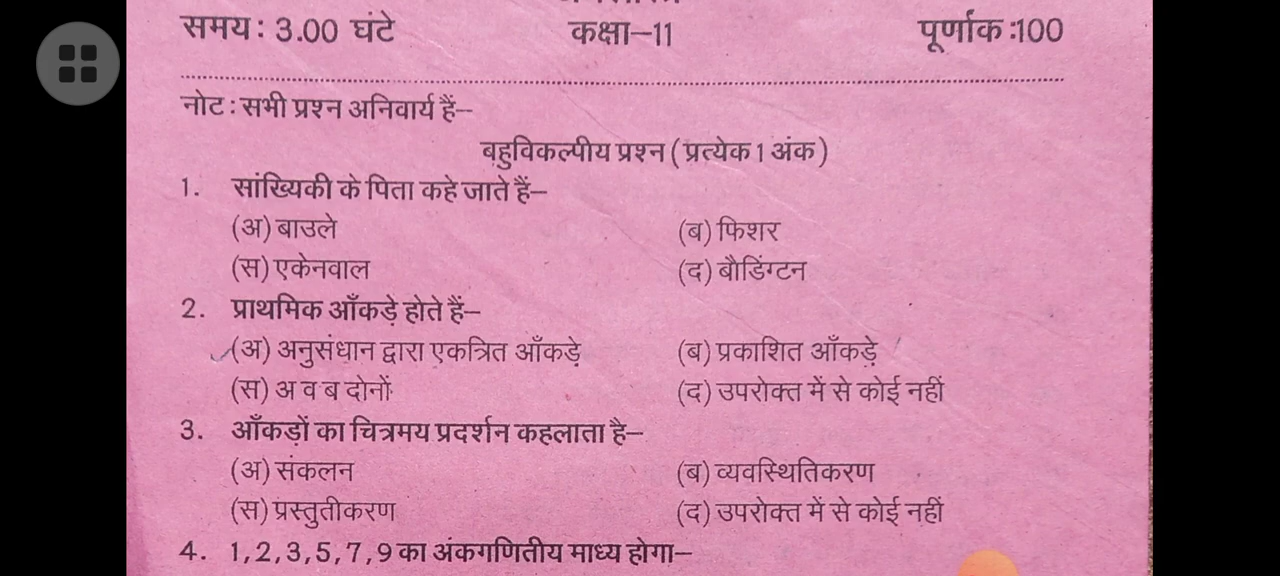 समय: 3.00 घंटे कक्षा-11 पूर्णांक :100
नोट : सभी प्रश्न अनिवार्य हैं-
बहुविकल्पीय प्रश्न ( प्रत्येक 1 अंक )
1. सांख्यिकी के पिता कहे जाते हैं-
(अ) बाउले (ब) फिशर
(स) एकेनवाल (द) बौडिंग्टन
2. प्राथमिक आँकड़े होते हैं-
(अ) अनुसंधान द्वारा एकत्रित आँकड़े (ब) प्रकाशित आँकड़े
(स) अ व ब दोनों (द) उपरोक्त में से कोई नहीं
3. आँकड़ों का चित्रमय प्रदर्शन कहलाता है-
(अ) संकलन (ब) व्यवस्थितिकरण
(स) प्रस्तुतीकरण (द) उपरोक्त में से कोई नहीं
4. 1,2,3,5,7,9 का अंकगणितीय माध्य होगा-